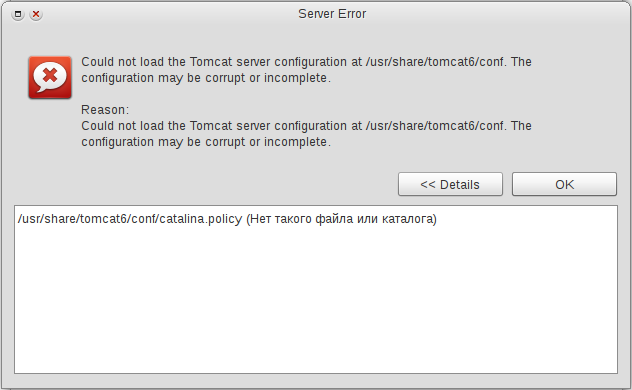 Server Error
Could not load the Tomcat server configuration at /usr/share/tomcat6/conf. The
configuration may be corrupt or incomplete.
Reason:
Could not load the Tomcat server configuration at /usr/share/tomcat6/conf. The
configuration may be corrupt or incomplete.
<< Details
OK
/usr/share/tomcat6/conf/catalina.policy (Нет такого файла или каталога)